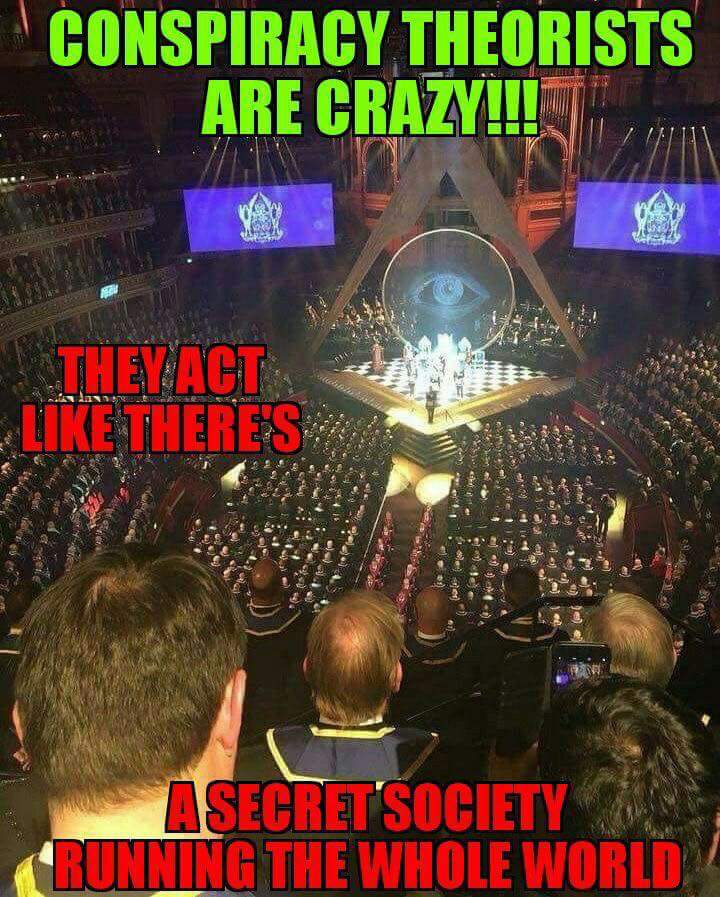 CONSPIRACY THEORISTS
ARE CRAZY!!!
THEY ACT
LIKE THERE'S
A SECRET SOCIETY
RUNNING THE WHOLE WORLD